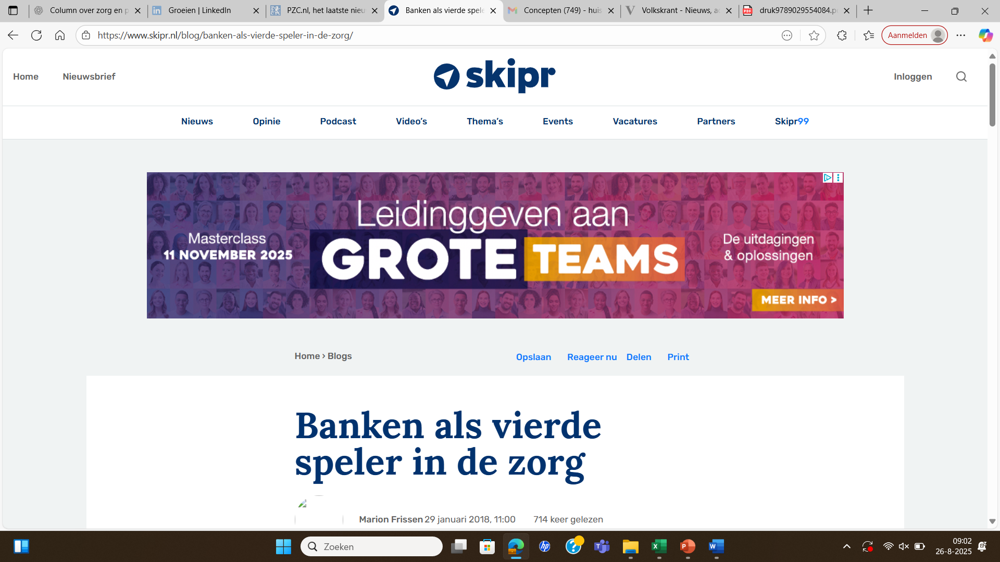 Column over zorg en p
Groeien | LinkedIn
PZC.nl, het laatste nieu
Banken als vierde spele
Concepten (749) - huis
Volkskrant - Nieuws, ac
druk9789029554084.p
https://www.skipr.nl/blog/banken-als-vierde-speler-in-de-zorg/
Aanmelden
Home
Nieuwsbrief
skipr
Inloggen
Nieuws
Opinie
Podcast
Video's
Thema's
Events
Vacatures
Partners
Skipr99
Masterclass
11 NOVEMBER 2025
Leidinggeven aan
GROTE TEAMS
De uitdagingen
& oplossingen
MEER INFO >
Home › Blogs
Opslaan
Reageer nu
Delen
Print
Banken als vierde
speler in de zorg
Marion Frissen 29 januari 2018, 11:00
714 keer gelezen
Zoeken
09:02
26-8-2025